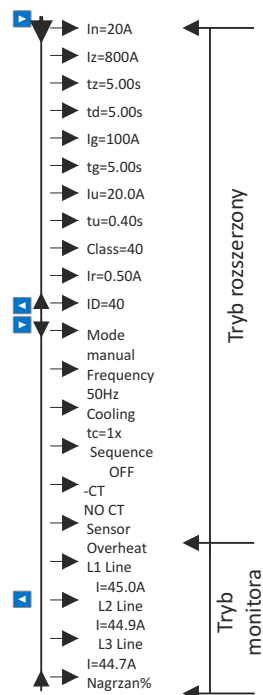 In=20A
Iz=800A
tz=5.00s
td=5.00s
Ig=100A
tg=5.00s
Iu=20.0A
tu=0.40s
Class=40
Ir=0.50A
ID=40
Mode
manual
Frequency
50Hz
Cooling
tc=1x
Sequence
OFF
-CT
NO CT
Sensor
Overheat
L1 Line
I=45.0A
L2 Line
I=44.9A
L3 Line
I=44.7A
Nagrzan%
Tryb rozszerzony
Tryb
monitora